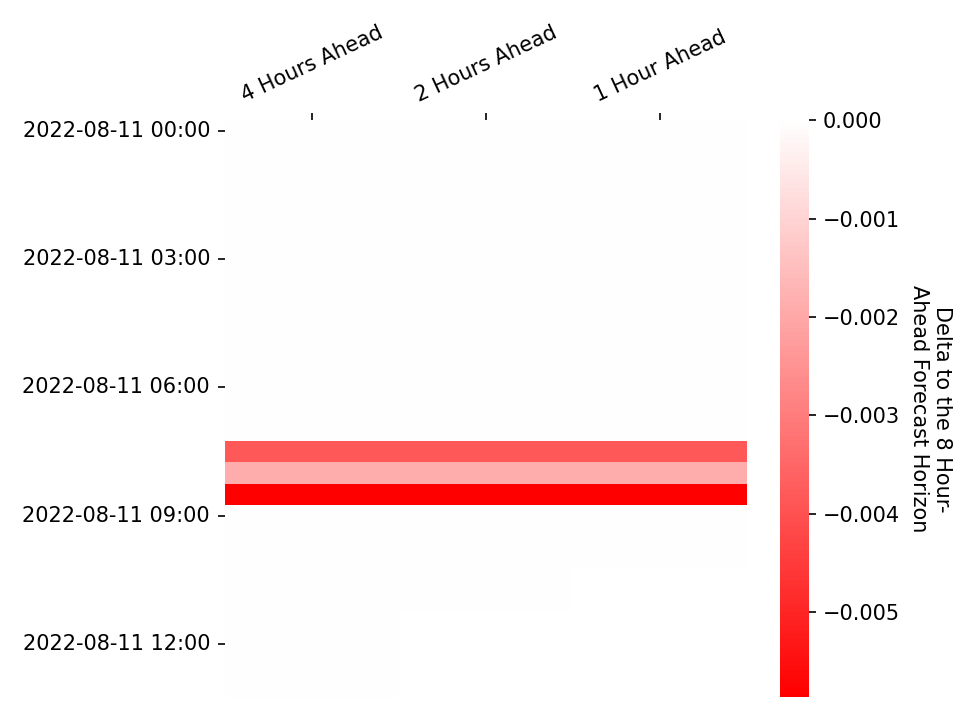 4 Hours Ahead
2 Hours Ahead
1 Hour Ahead
2022-08-11 00:00
2022-08-11 03:00
2022-08-11 06:00
2022-08-11 09:00
2022-08-11 12:00
0.000
−0.001
−0.002
−0.003
−0.004
−0.005
Delta to the 8 Hour-
Ahead Forecast Horizon